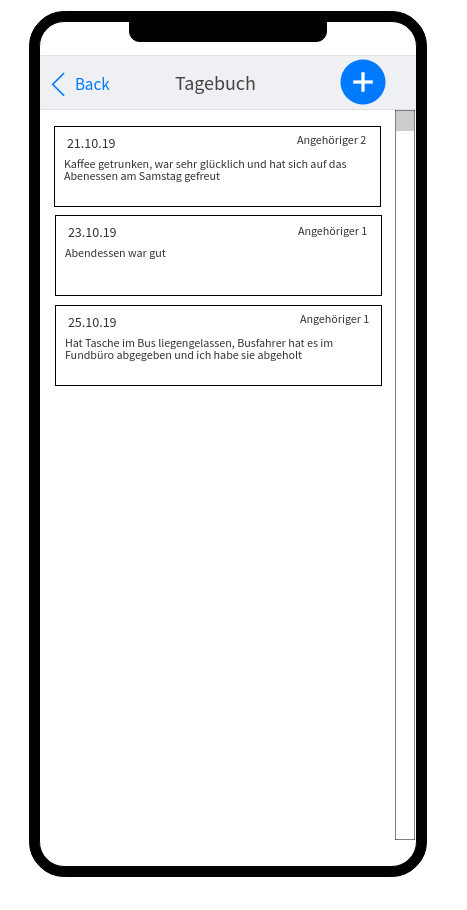 Back
Tagebuch
21.10.19
Angehöriger 2
Kaffee getrunken, war sehr glücklich und hat sich auf das
Abenessen am Samstag gefreut
23.10.19
Angehöriger 1
Abendessen war gut
25.10.19
Angehöriger 1
Hat Tasche im Bus liegengelassen, Busfahrer hat es im
Fundbüro abgegeben und ich habe sie abgeholt